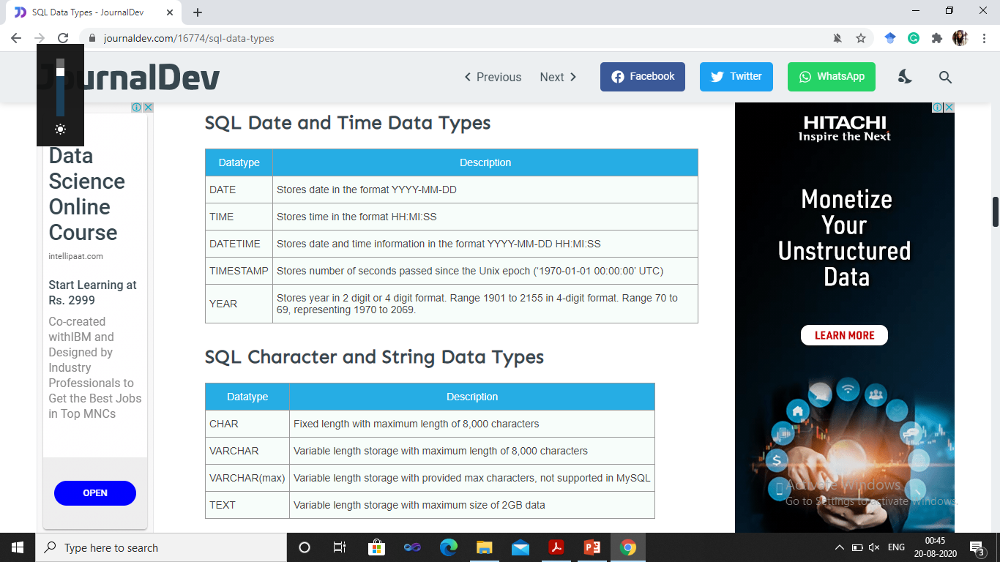 SQL Data Types - JournalDev
journaldev.com/16774/sql-data-types
JournalDev
Previous
Next
Facebook
Twitter
WhatsApp
Data
Science
Online
Course
intellipaat.com
Start Learning at
Rs. 2999
Co-created
withIBM and
Designed by
Industry
Professionals to
Get the Best Jobs
in Top MNCs
OPEN
SQL Date and Time Data Types
Datatype Description
DATE Stores date in the format YYYY-MM-DD
TIME Stores time in the format HH:MI:SS
DATETIME Stores date and time information in the format YYYY-MM-DD HH:MI:SS
TIMESTAMP Stores number of seconds passed since the Unix epoch (‘1970-01-01 00:00:00’ UTC)
YEAR Stores year in 2 digit or 4 digit format. Range 1901 to 2155 in 4-digit format. Range 70 to
69, representing 1970 to 2069.
SQL Character and String Data Types
Datatype Description
CHAR Fixed length with maximum length of 8,000 characters
VARCHAR Variable length storage with maximum length of 8,000 characters
VARCHAR(max) Variable length storage with provided max characters, not supported in MySQL
TEXT Variable length storage with maximum size of 2GB data
HITACHI
Inspire the Next
Monetize
Your
Unstructured
Data
LEARN MORE
Activate Windows
Go to Settings to activate Windows.
Type here to search
ENG
00:45
20-08-2020
3